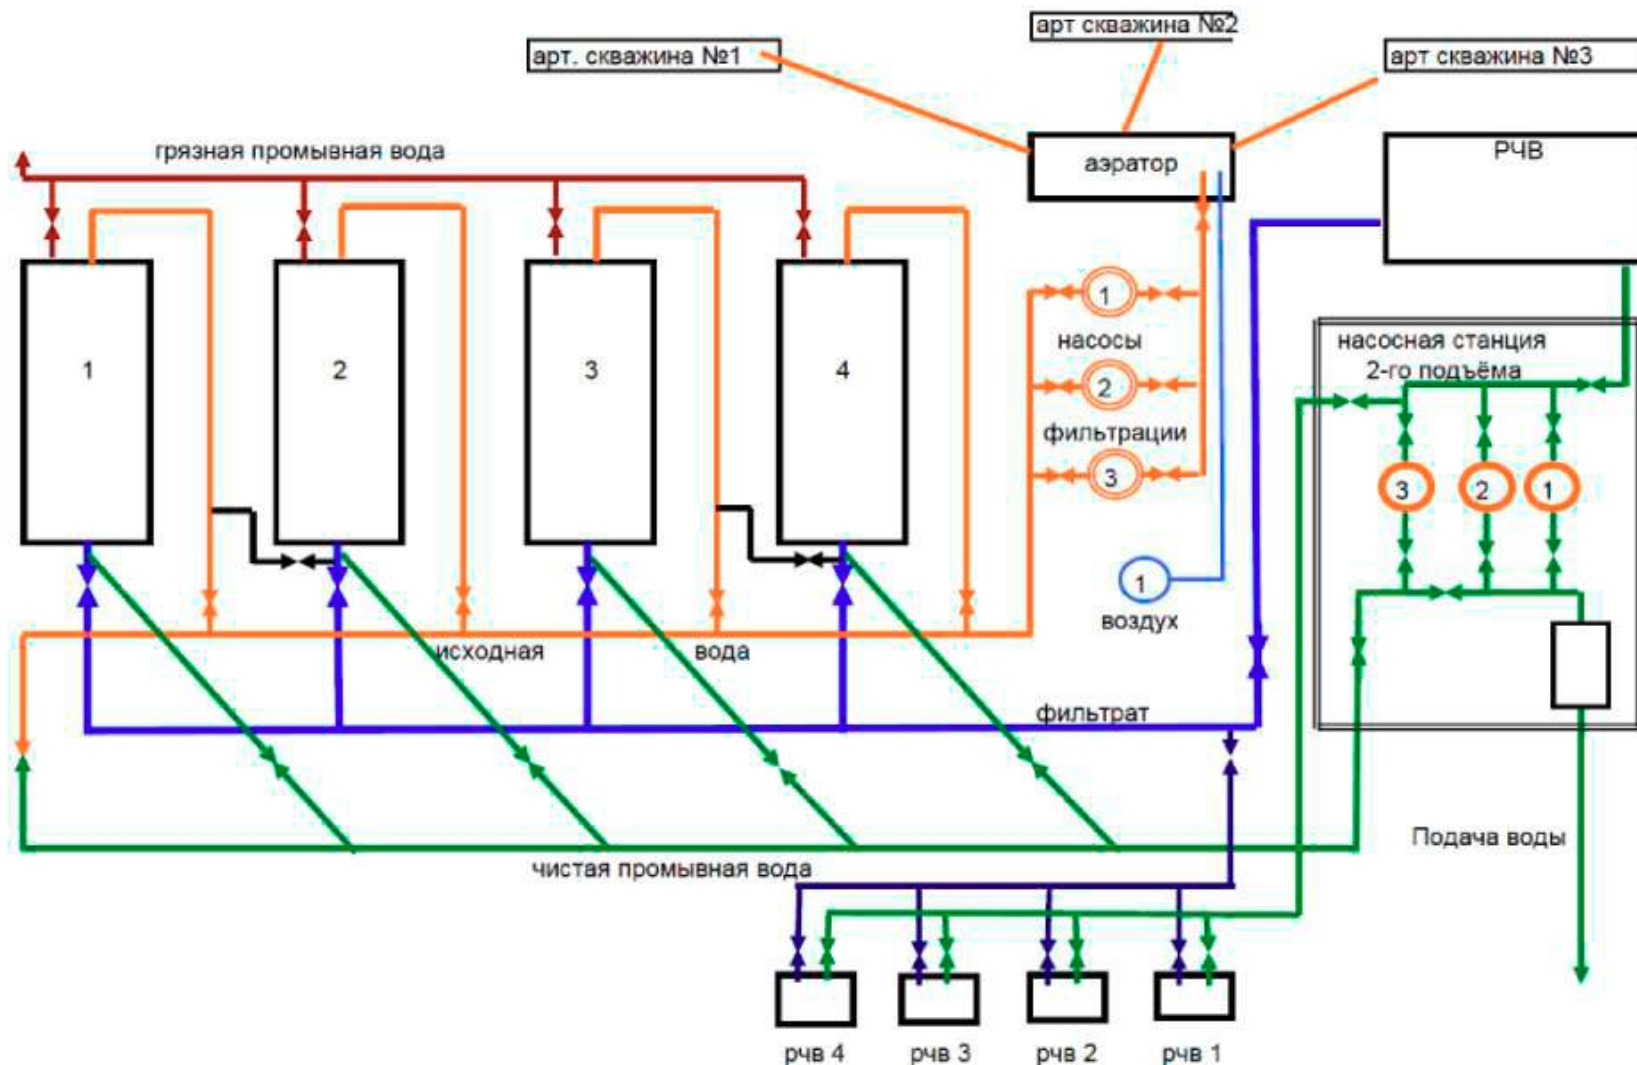 арт скважина №2
арт. скважина №1
арт скважина №3
грязная промывная вода
аэратор
РЧВ
1
2
3
4
1
насосы
2
фильтрации
3
насосная станция
2-го подъёма
3
2
1
1
воздух
исходная вода
фильтрат
чистая промывная вода
Подача воды
рчв 4
рчв 3
рчв 2
рчв 1